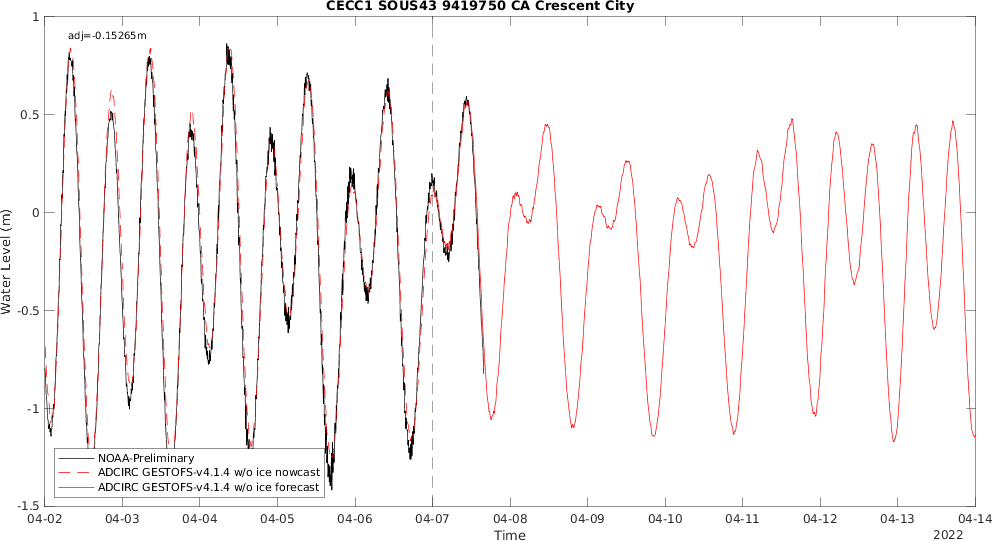 CECC1 SOUS43 9419750 CA Crescent City
adj=-0.15265m
1
0.5
0
-0.5
-1
-1.5
Water Level (m)
NOAA-Preliminary
ADCIRC GESTOFS-v4.1.4 w/o ice nowcast
ADCIRC GESTOFS-v4.1.4 w/o ice forecast
04-02 04-03 04-04 04-05 04-06 04-07 04-08 04-09 04-10 04-11 04-12 04-13 04-14
Time
2022